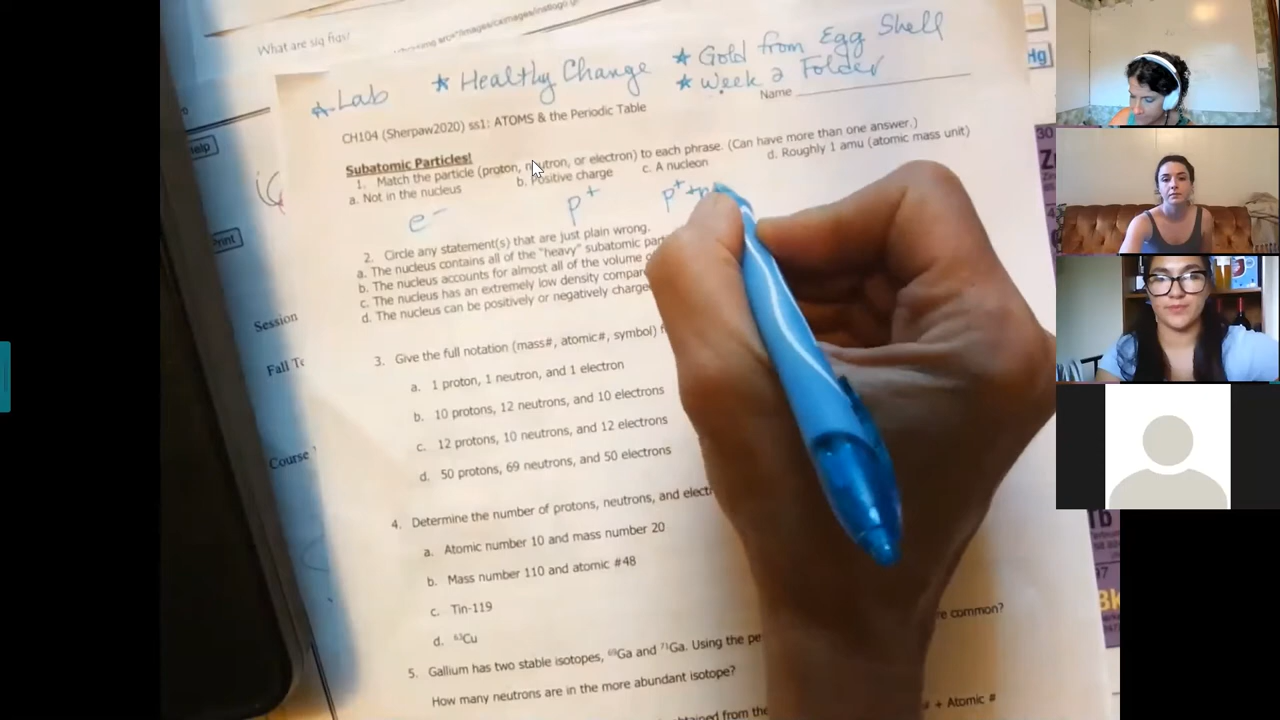 What are sig figs?
★ Lab
★ Healthy Change
★ Gold from Egg Shell
★ Week 2 Folder
Name
CH104 (Sherpaw2020) ss1: ATOMS & the Periodic Table
Subatomic Particles!
1. Match the particle (proton, neutron, or electron) to each phrase. (Can have more than one answer.)
a. Not in the nucleus b. Positive charge c. A nucleon d. Roughly 1 amu (atomic mass unit)
e⁻ p⁺ p⁺+n
2. Circle any statement(s) that are just plain wrong.
a. The nucleus contains all of the "heavy" subatomic
b. The nucleus accounts for almost all of the volume
c. The nucleus has an extremely low density
d. The nucleus can be positively or negatively
3. Give the full notation (mass#, atomic#, symbol)
a. 1 proton, 1 neutron, and 1 electron
b. 10 protons, 12 neutrons, and 10 electrons
c. 12 protons, 10 neutrons, and 12 electrons
d. 50 protons, 69 neutrons, and 50 electrons
4. Determine the number of protons, neutrons, and
a. Atomic number 10 and mass number 20
b. Mass number 110 and atomic #48
c. Tin-119
d. ⁶³Cu
5. Gallium has two stable isotopes, ⁶⁹Ga and ⁷¹Ga. Using the common?
How many neutrons are in the more abundant isotope?
from the # + Atomic #
Help
Print
Session
Fall
Course
Hg
30
Tb
97
Bk